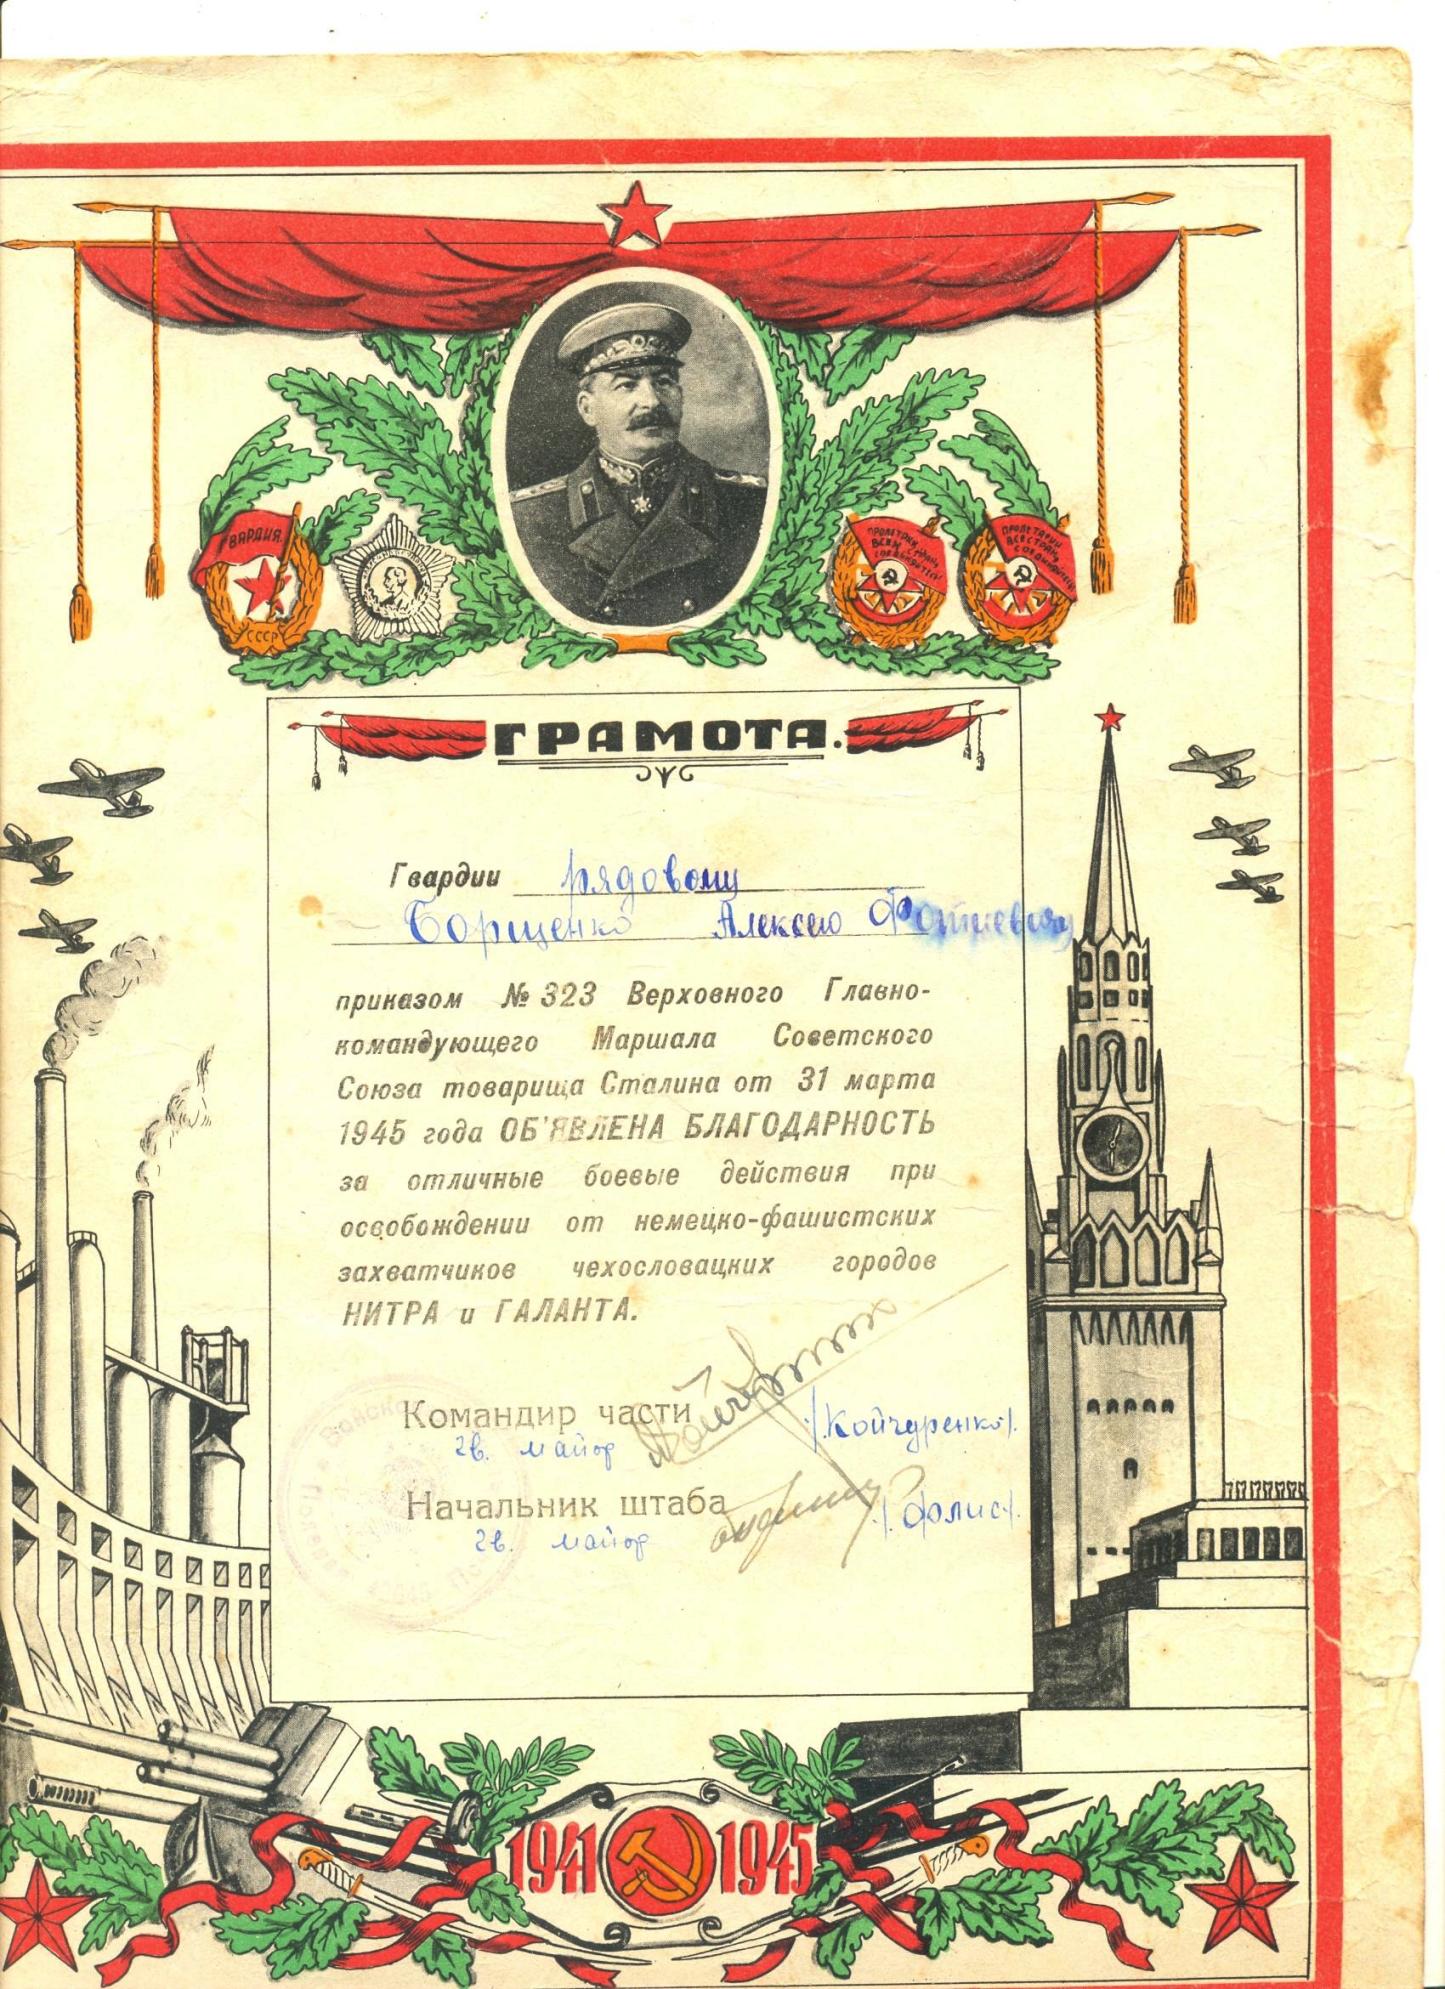 ГВАРДИЯ.
СССР
ПРОЛЕТАРИИ ВСЕХ СТРАН СОЕДИНЯЙТЕСЬ
ПРОЛЕТАРИИ ВСЕХ СТРАН СОЕДИНЯЙТЕСЬ
ГРАМОТА.
Гвардии рядовому
Борщенко Алексею
приказом № 323 Верховного Главно-
командующего Маршала Советского
Союза товарища Сталина от 31 марта
1945 года ОБ'ЯВЛЕНА БЛАГОДАРНОСТЬ
за отличные боевые действия при
освобождении от немецко-фашистских
захватчиков чехословацких городов
НИТРА и ГАЛАНТА.
Командир части
гв. майор /Койчуренко/.
Начальник штаба
гв. майор /Фолис/.
1941 1945